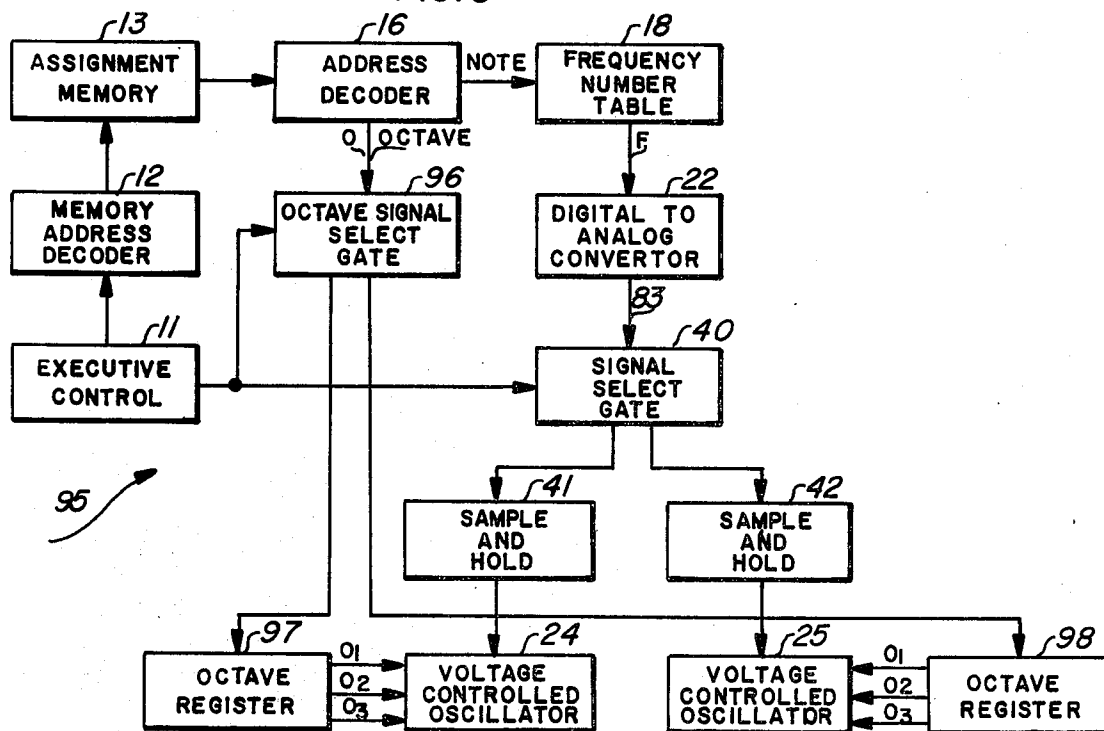 13
ASSIGNMENT
MEMORY
16
ADDRESS
DECODER
NOTE
18
FREQUENCY
NUMBER
TABLE
O
OCTAVE
F
12
MEMORY
ADDRESS
DECODER
96
OCTAVE SIGNAL
SELECT
GATE
22
DIGITAL TO
ANALOG
CONVERTOR
83
11
EXECUTIVE
CONTROL
40
SIGNAL
SELECT
GATE
95
41
SAMPLE
AND
HOLD
42
SAMPLE
AND
HOLD
97
OCTAVE
REGISTER
O1
O2
O3
24
VOLTAGE
CONTROLLED
OSCILLATOR
25
VOLTAGE
CONTROLLED
OSCILLATOR
O1
O2
O3
98
OCTAVE
REGISTER